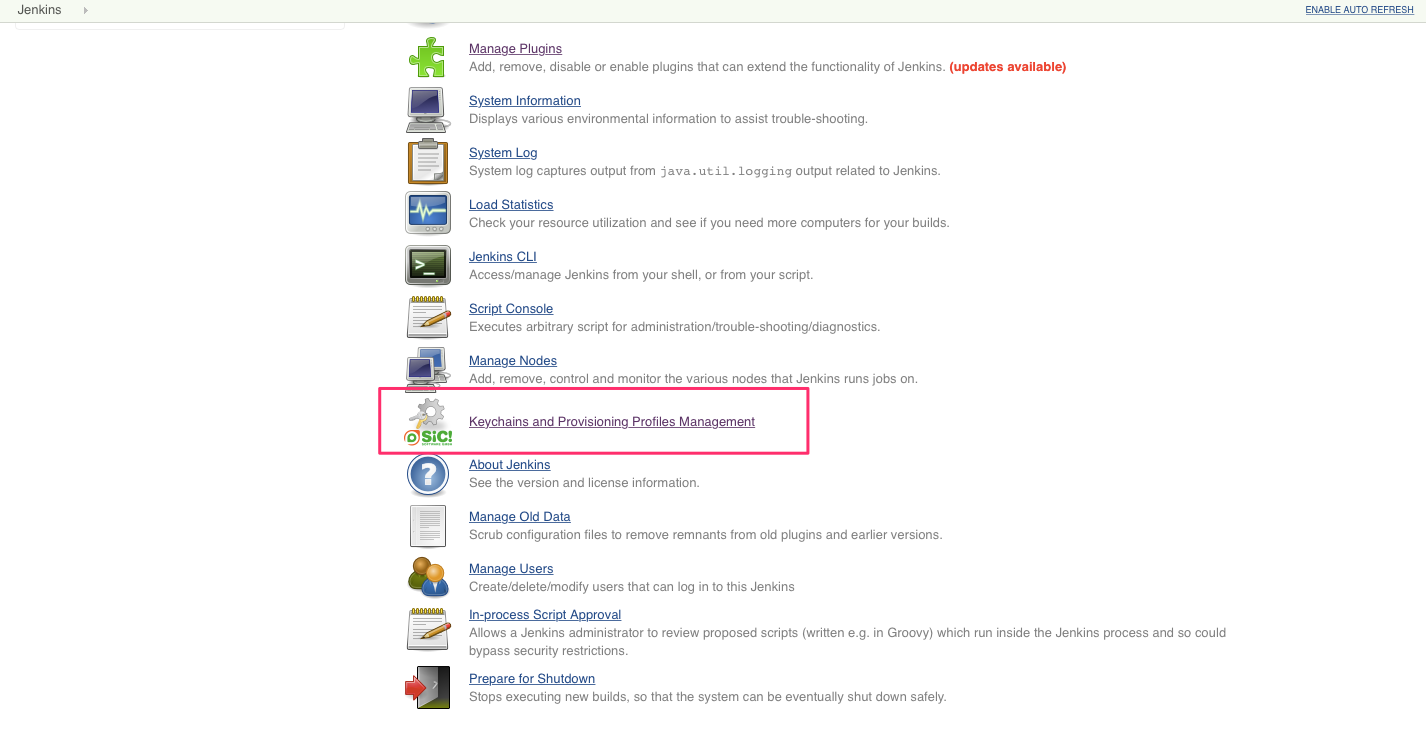 Jenkins
ENABLE AUTO REFRESH
Manage Plugins
Add, remove, disable or enable plugins that can extend the functionality of Jenkins. (updates available)
System Information
Displays various environmental information to assist trouble-shooting.
System Log
System log captures output from java.util.logging output related to Jenkins.
Load Statistics
Check your resource utilization and see if you need more computers for your builds.
Jenkins CLI
Access/manage Jenkins from your shell, or from your script.
Script Console
Executes arbitrary script for administration/trouble-shooting/diagnostics.
Manage Nodes
Add, remove, control and monitor the various nodes that Jenkins runs jobs on.
SiC!
Keychains and Provisioning Profiles Management
About Jenkins
See the version and license information.
Manage Old Data
Scrub configuration files to remove remnants from old plugins and earlier versions.
Manage Users
Create/delete/modify users that can log in to this Jenkins
In-process Script Approval
Allows a Jenkins administrator to review proposed scripts (written e.g. in Groovy) which run inside the Jenkins process and so could
bypass security restrictions.
Prepare for Shutdown
Stops executing new builds, so that the system can be eventually shut down safely.